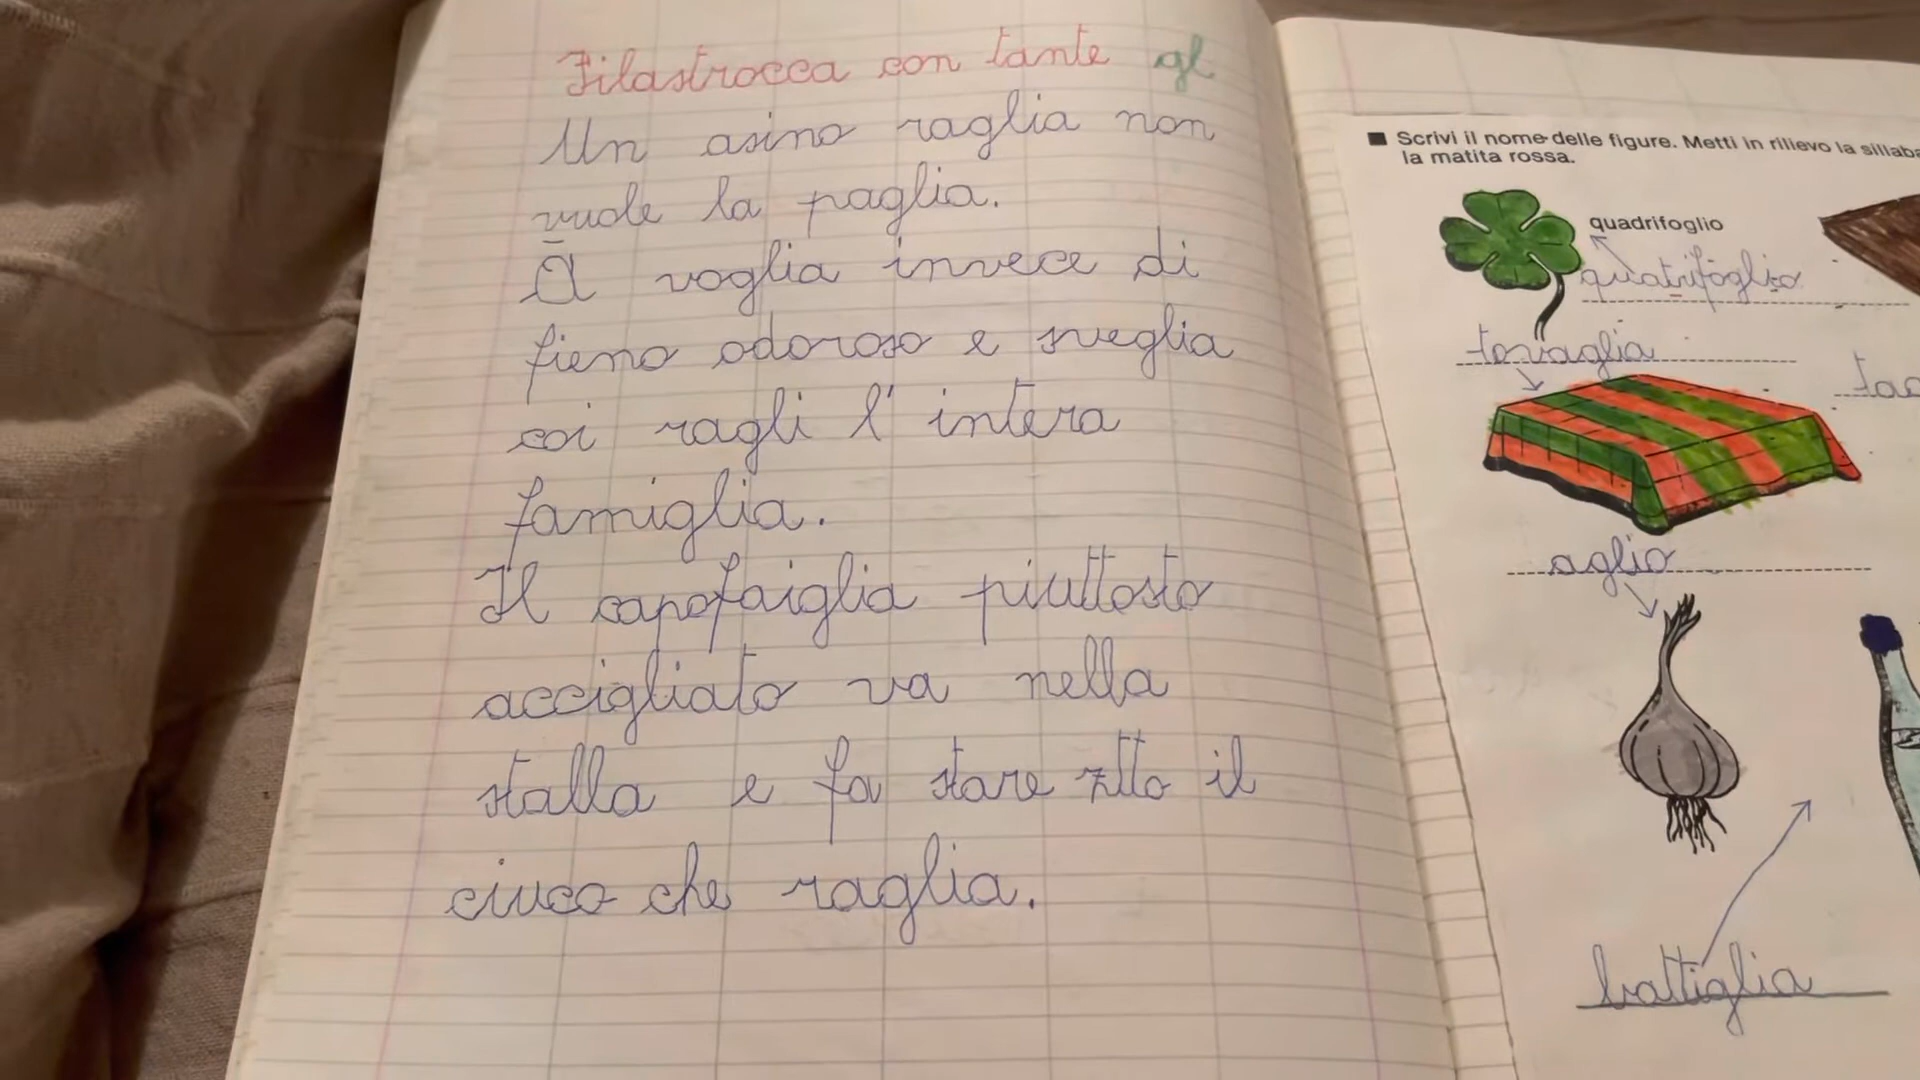 Filastrocca con tante gl
Un asino raglia non
vuole la paglia.
A voglia invece di
fieno odoroso e sveglia
coi ragli l'intera
famiglia.
Il capofaiglia piuttosto
accigliato va nella
stalla e fa stare zitto il
ciuco che raglia.
Scrivi il nome delle figure. Metti in rilievo la sillaba
la matita rossa.
quadrifoglio
quatrifoglio
tovaglia
aglio
battiglia